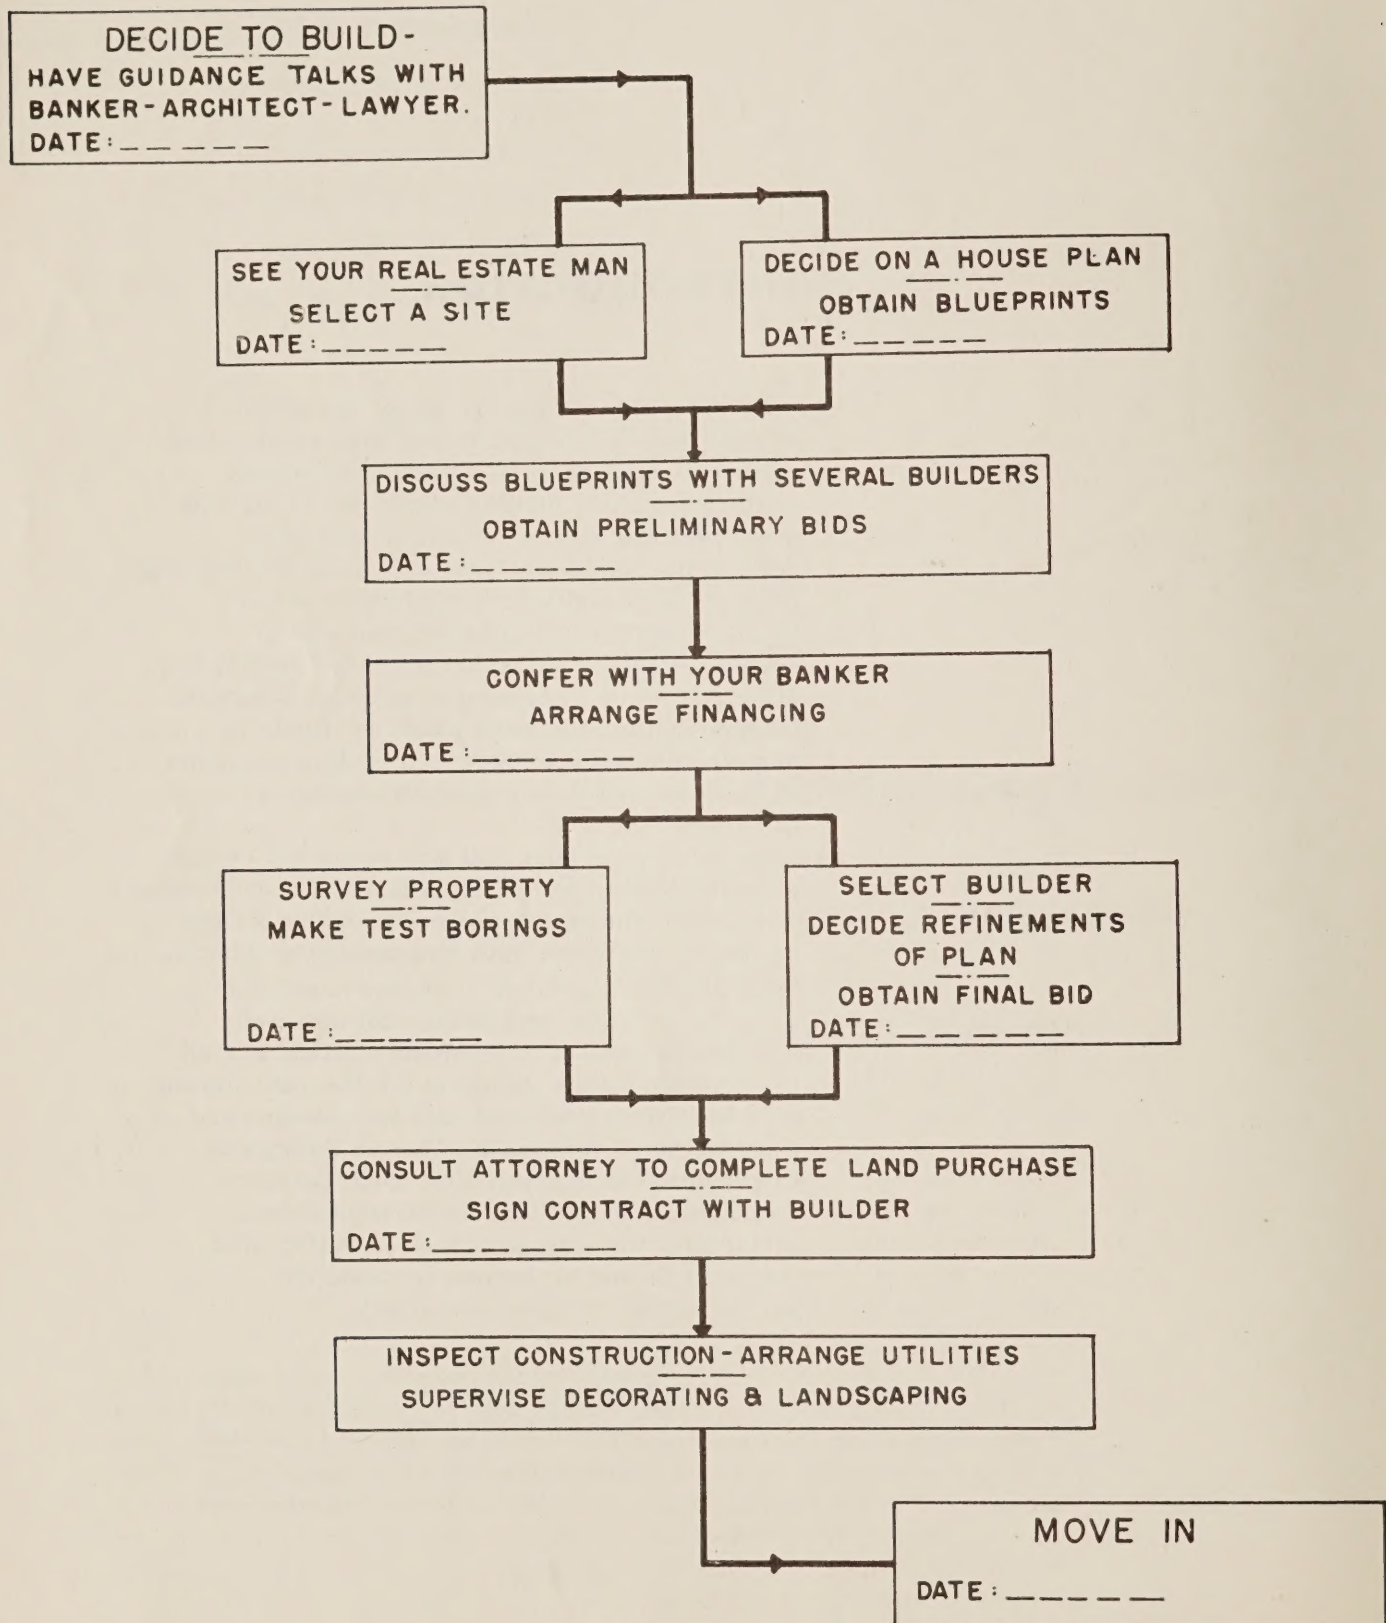 DECIDE TO BUILD-
HAVE GUIDANCE TALKS WITH
BANKER-ARCHITECT-LAWYER.
DATE: _ _ _ _ _
SEE YOUR REAL ESTATE MAN
SELECT A SITE
DATE: _ _ _ _ _
DECIDE ON A HOUSE PLAN
OBTAIN BLUEPRINTS
DATE: _ _ _ _ _
DISCUSS BLUEPRINTS WITH SEVERAL BUILDERS
OBTAIN PRELIMINARY BIDS
DATE: _ _ _ _ _
CONFER WITH YOUR BANKER
ARRANGE FINANCING
DATE: _ _ _ _ _
SURVEY PROPERTY
MAKE TEST BORINGS
DATE: _ _ _ _ _
SELECT BUILDER
DECIDE REFINEMENTS
OF PLAN
OBTAIN FINAL BID
DATE: _ _ _ _ _
CONSULT ATTORNEY TO COMPLETE LAND PURCHASE
SIGN CONTRACT WITH BUILDER
DATE: _ _ _ _ _
INSPECT CONSTRUCTION-ARRANGE UTILITIES
SUPERVISE DECORATING & LANDSCAPING
MOVE IN
DATE: _ _ _ _ _